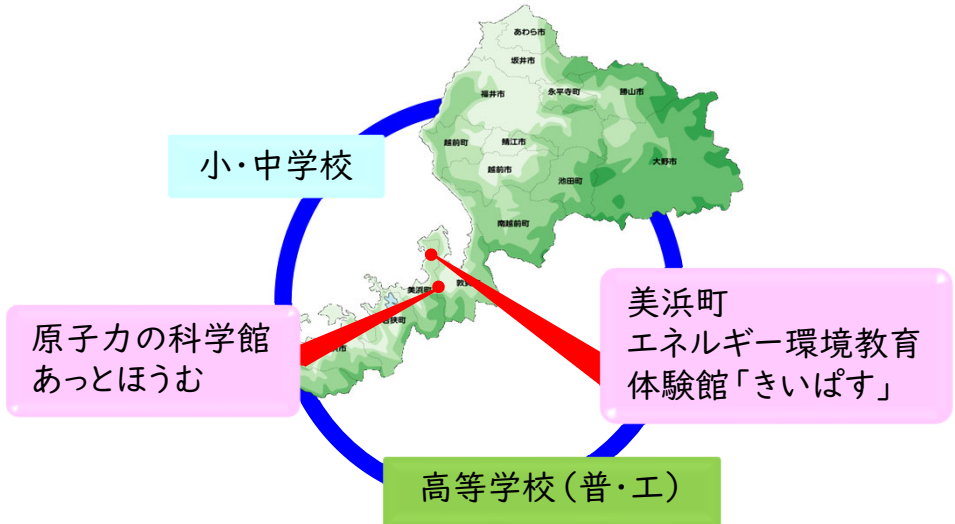 あわら市
坂井市
福井市
永平寺町
勝山市
越前町
鯖江市
越前市
大野市
池田町
南越前町
小・中学校
美浜町
原子力の科学館
あっとほうむ
美浜町
エネルギー環境教育
体験館「きいぱす」
高等学校（普・工）